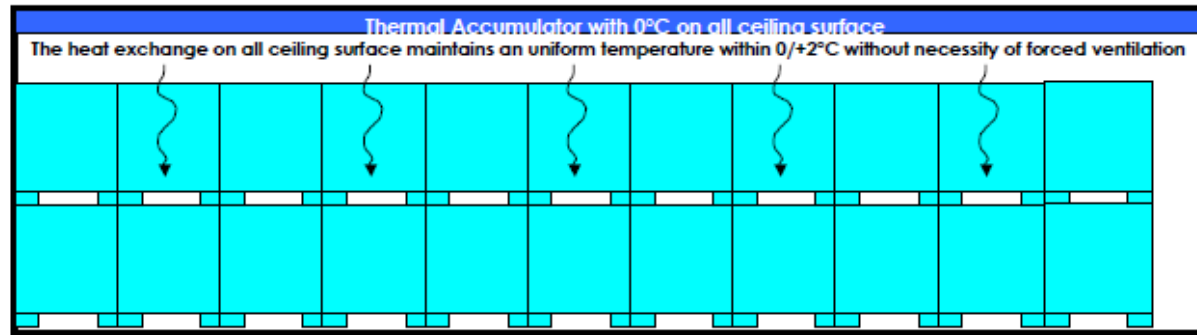 Thermal Accumulator with 0°C on all ceiling surface
The heat exchange on all ceiling surface maintains an uniform temperature within 0/+2°C without necessity of forced ventilation